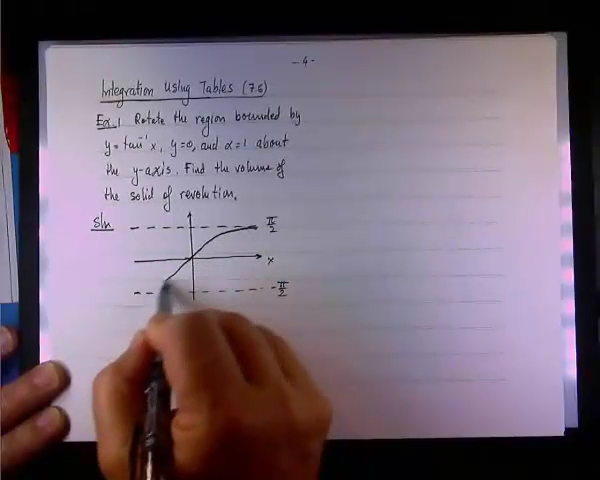 - 4 -
Integration Using Tables (7.6)
Ex.1 Rotate the region bounded by
y = tan⁻¹ x, y=0, and x=1 about
the y-axis. Find the volume of
the solid of revolution.
Sln
π/2
x
-π/2